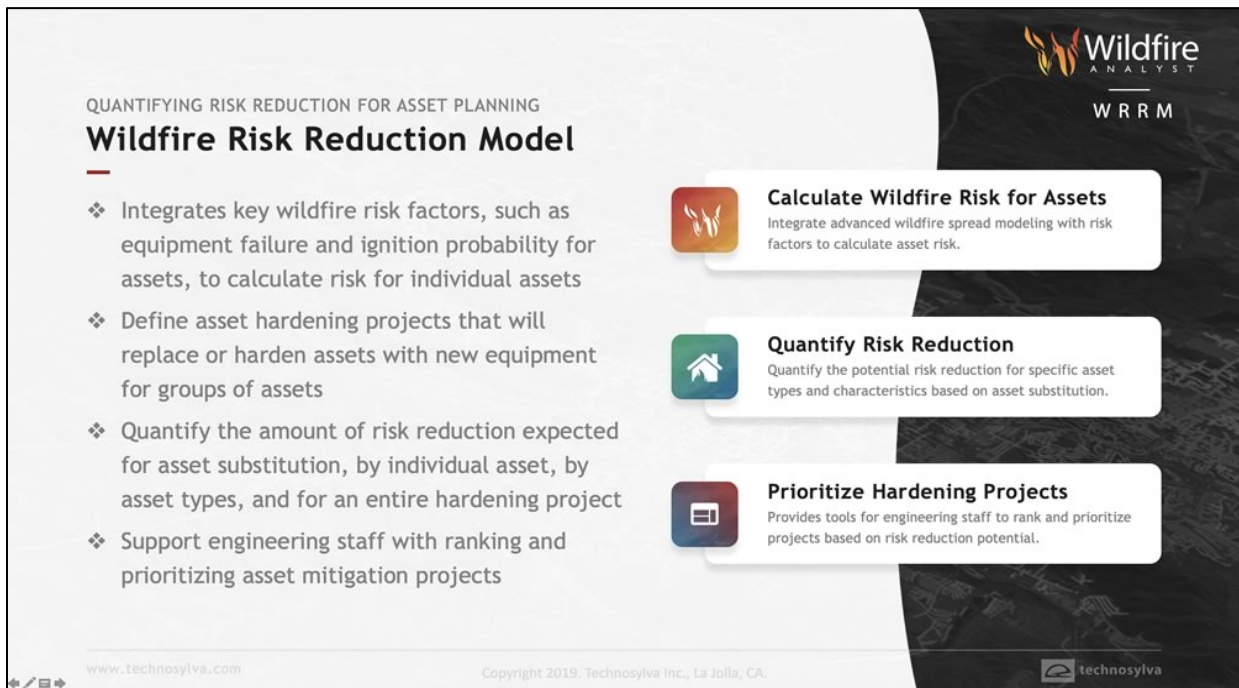 Wildfire
ANALYST
WRRM
QUANTIFYING RISK REDUCTION FOR ASSET PLANNING
Wildfire Risk Reduction Model
❖ Integrates key wildfire risk factors, such as
equipment failure and ignition probability for
assets, to calculate risk for individual assets
❖ Define asset hardening projects that will
replace or harden assets with new equipment
for groups of assets
❖ Quantify the amount of risk reduction expected
for asset substitution, by individual asset, by
asset types, and for an entire hardening project
❖ Support engineering staff with ranking and
prioritizing asset mitigation projects
Calculate Wildfire Risk for Assets
Integrate advanced wildfire spread modeling with risk
factors to calculate asset risk.
Quantify Risk Reduction
Quantify the potential risk reduction for specific asset
types and characteristics based on asset substitution.
Prioritize Hardening Projects
Provides tools for engineering staff to rank and prioritize
projects based on risk reduction potential.
www.technosylva.com
Copyright 2019. Technosylva Inc., La Jolla, CA.
technosylva